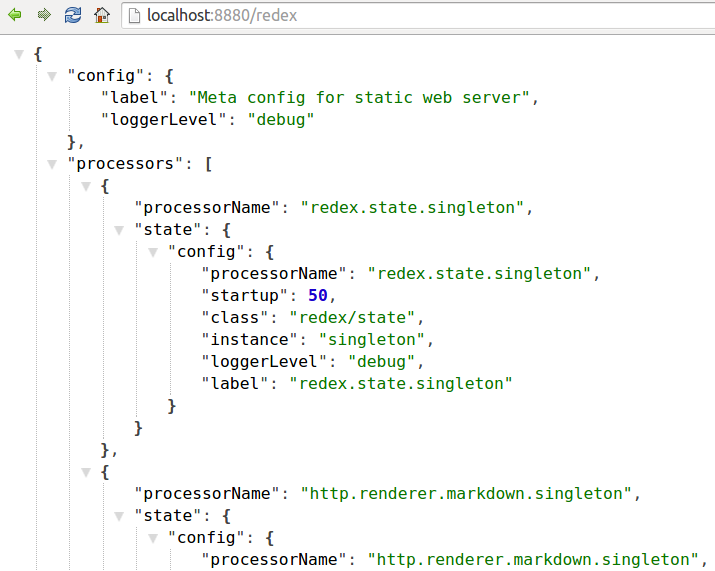 localhost:8880/redex
{
"config": {
"label": "Meta config for static web server",
"loggerLevel": "debug"
},
"processors": [
{
"processorName": "redex.state.singleton",
"state": {
"config": {
"processorName": "redex.state.singleton",
"startup": 50,
"class": "redex/state",
"instance": "singleton",
"loggerLevel": "debug",
"label": "redex.state.singleton"
}
}
},
{
"processorName": "http.renderer.markdown.singleton",
"state": {
"config": {
"processorName": "http.renderer.markdown.singleton",